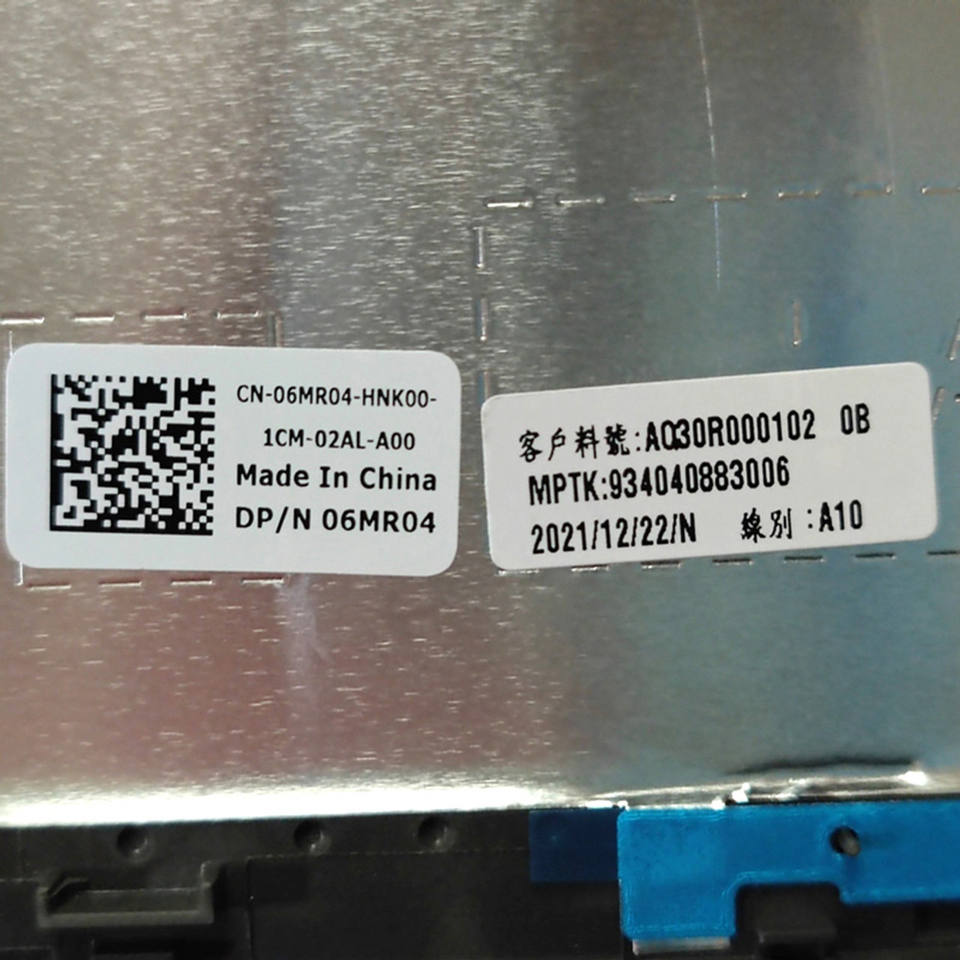 CN-06MR04-HNK00-
1CM-02AL-A00
Made In China
DP/N 06MR04
客戶料號:AQ30R000102 0B
MPTK:934040883006
2021/12/22/N 線別:A10